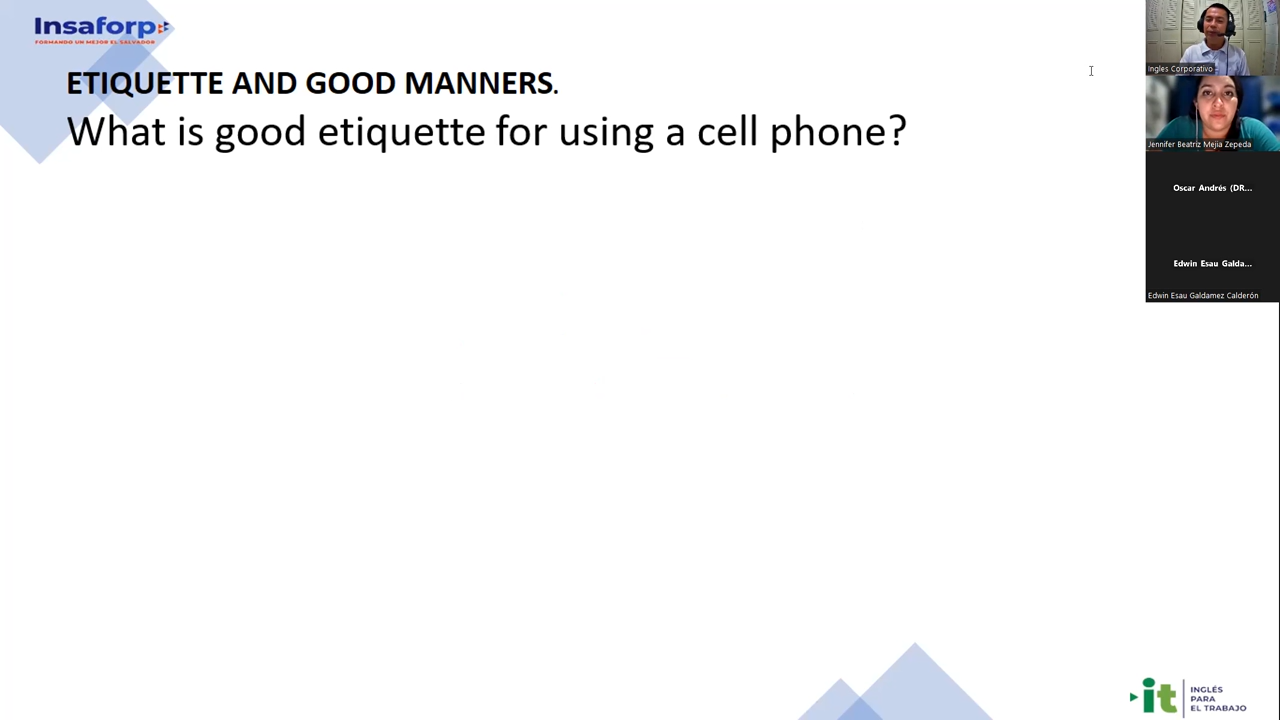 Insaforp
FORMANDO UN MEJOR EL SALVADOR
ETIQUETTE AND GOOD MANNERS.
What is good etiquette for using a cell phone?
Ingles Corporativo -
Jennifer Beatriz Mejia Zepeda
Oscar Andrés (DR...
Edwin Esau Galda...
Edwin Esau Galdamez Calderón
it
INGLÉS
PARA
EL TRABAJO